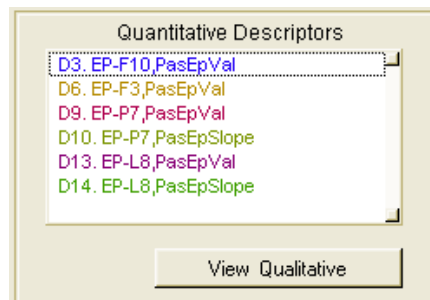 Quantitative Descriptors
D3. EP-F10,PasEpVal
D6. EP-F3,PasEpVal
D9. EP-P7,PasEpVal
D10. EP-P7,PasEpSlope
D13. EP-L8,PasEpVal
D14. EP-L8,PasEpSlope
View Qualitative